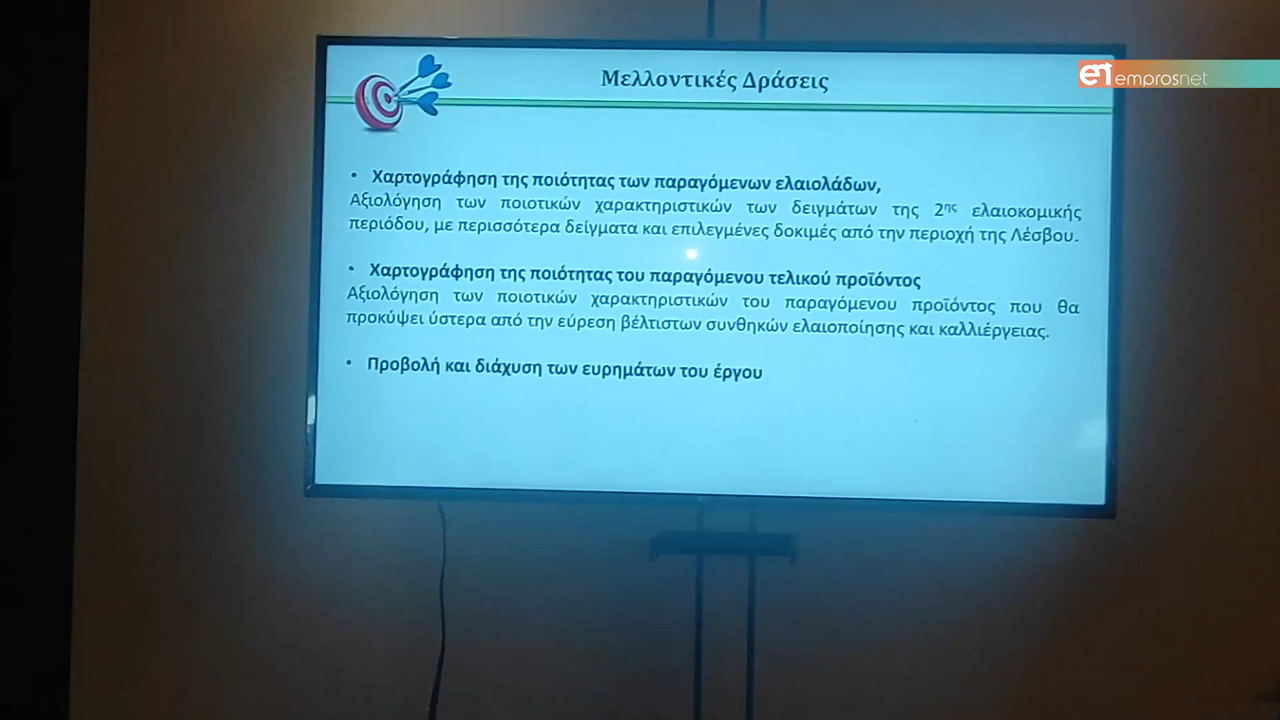 Μελλοντικές Δράσεις
emprosnet
• Χαρτογράφηση της ποιότητας των παραγόμενων ελαιολάδων,
Αξιολόγηση των ποιοτικών χαρακτηριστικών των δειγμάτων της 2ης ελαιοκομικής
περιόδου, με περισσότερα δείγματα και επιλεγμένες δοκιμές από την περιοχή της Λέσβου.
• Χαρτογράφηση της ποιότητας του παραγόμενου τελικού προϊόντος
Αξιολόγηση των ποιοτικών χαρακτηριστικών του παραγόμενου προϊόντος που θα
προκύψει ύστερα από την εύρεση βέλτιστων συνθηκών ελαιοποίησης και καλλιέργειας.
• Προβολή και διάχυση των ευρημάτων του έργου